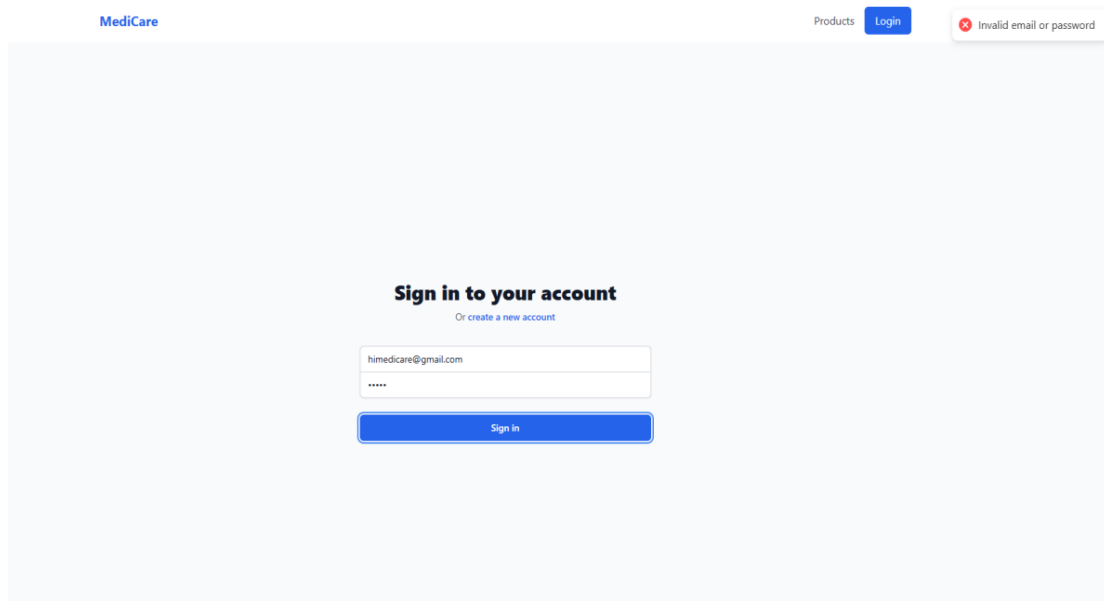 MediCare
Products
Login
Invalid email or password
Sign in to your account
Or create a new account
himedicare@gmail.com
•••••
Sign in